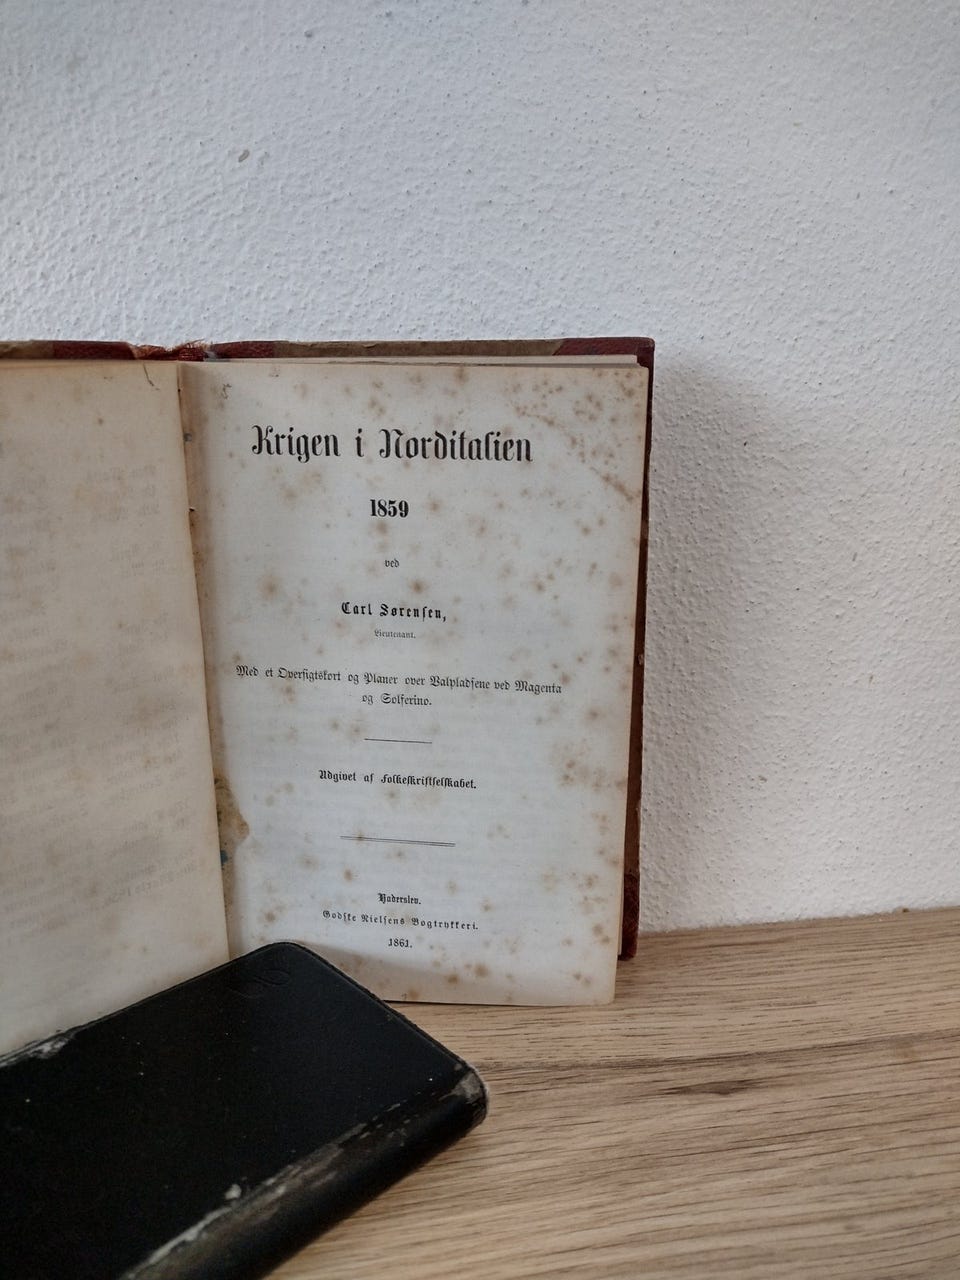 Krigen i Norditalien
1859
ved
Carl Sørensen,
Lieutenant.
Med et Oversigtskort og Planer over Valpladsene ved Magenta
og Solferino.
Udgivet af Folkeskriftselskabet.
Haderslev.
Godske Nielsens Bogtrykkeri.
1861.